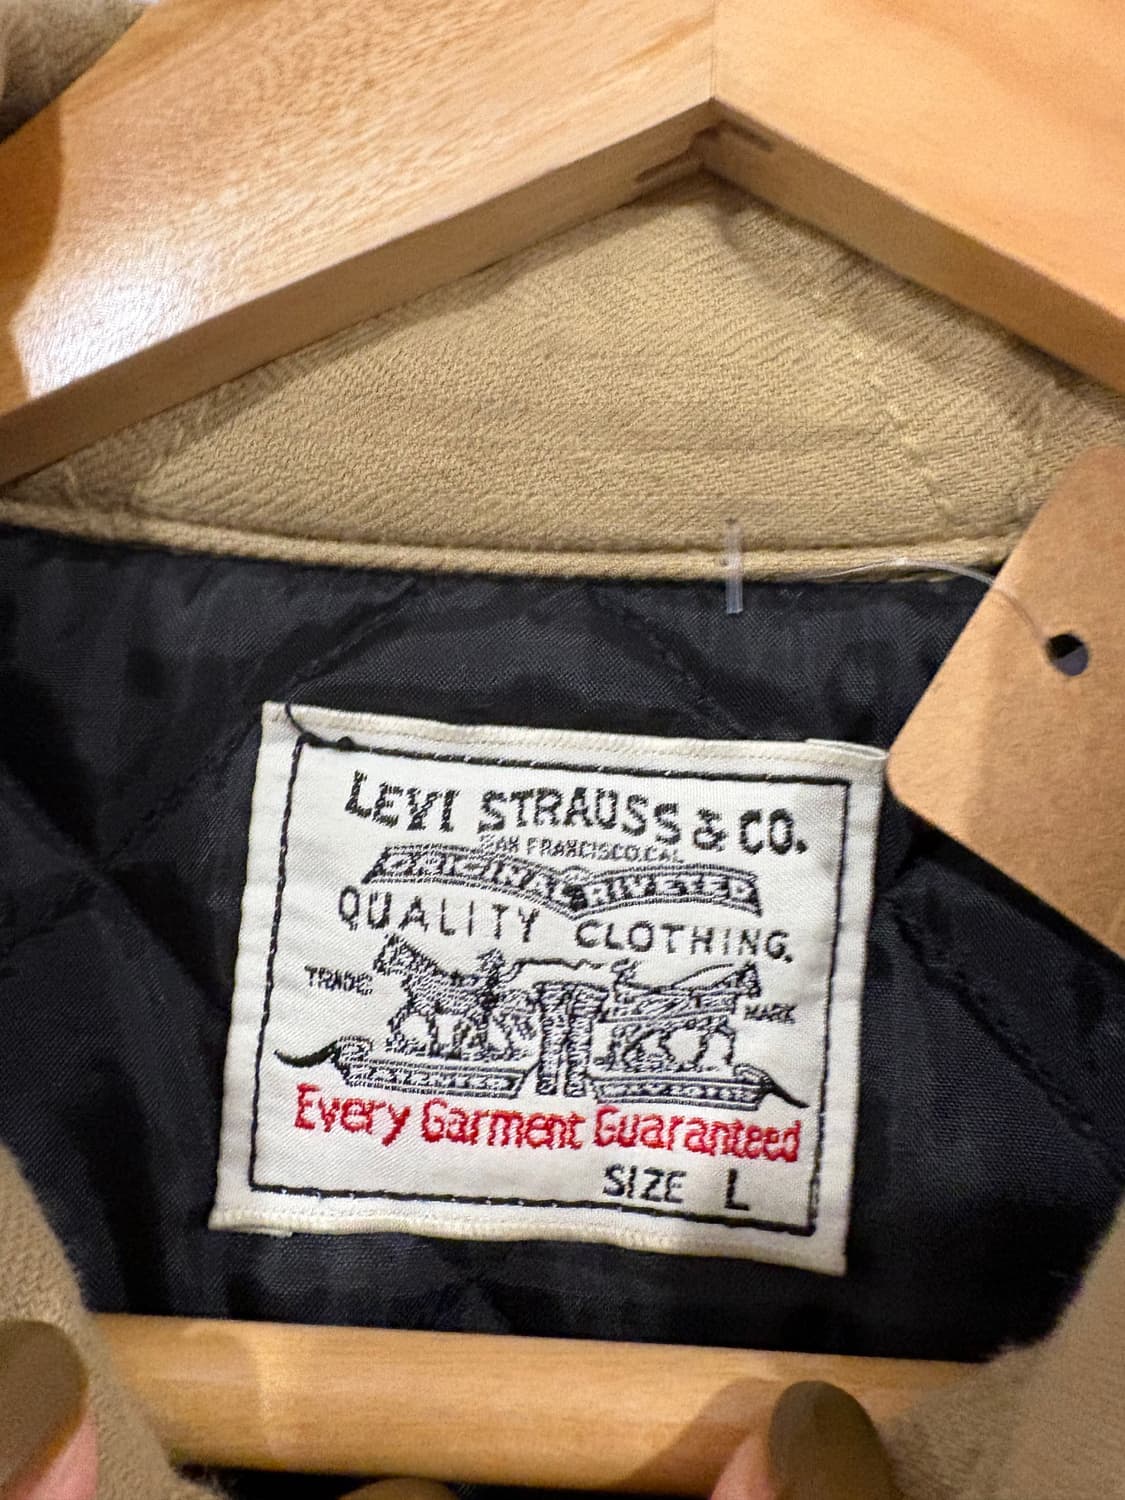 LEVI STRAUSS & CO.
SAN FRANCISCO.CAL.
ORIGINAL RIVETED
QUALITY CLOTHING.
TRADE MARK
Every Garment Guaranteed
SIZE L